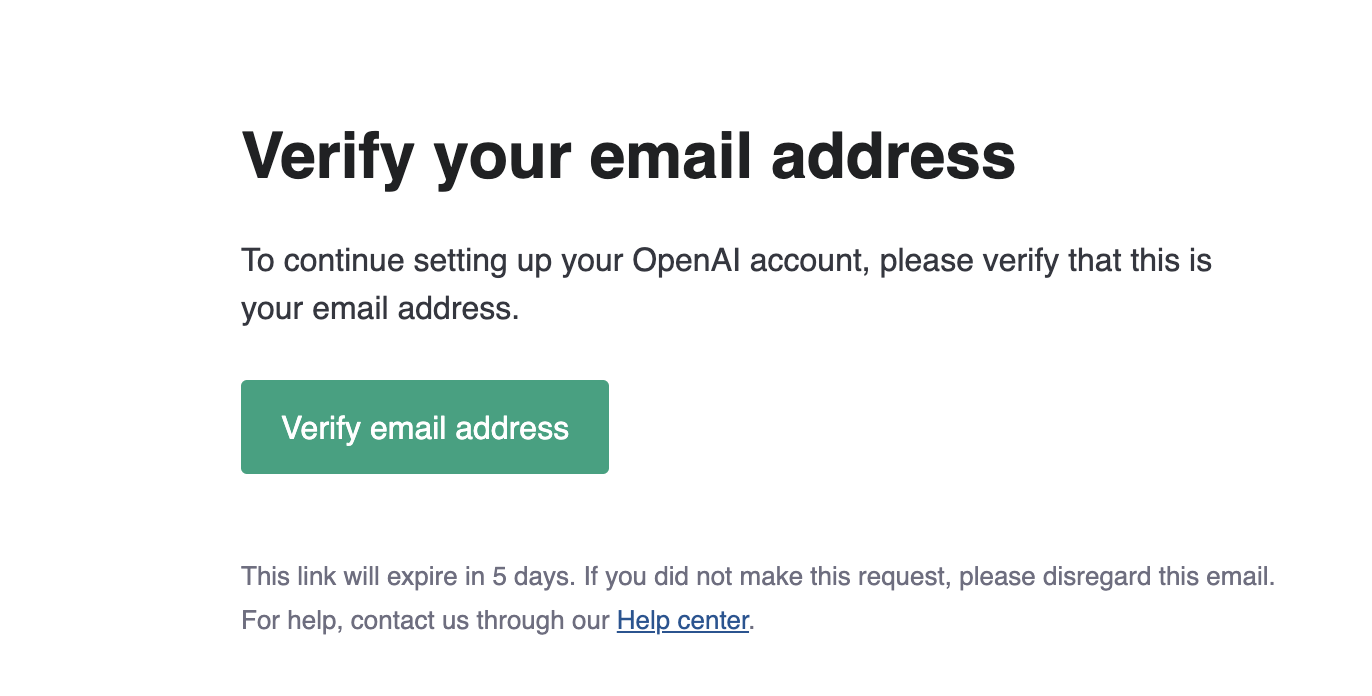 Verify your email address
To continue setting up your OpenAI account, please verify that this is
your email address.
Verify email address
This link will expire in 5 days. If you did not make this request, please disregard this email.
For help, contact us through our Help center.